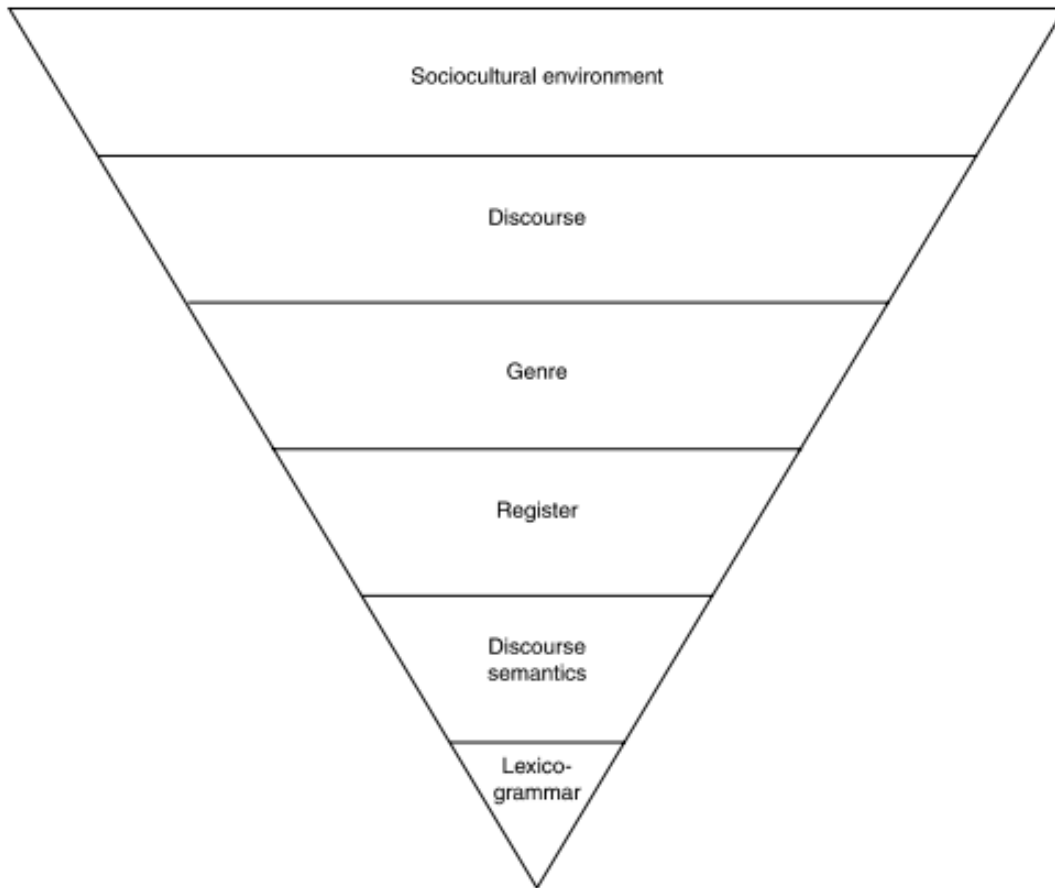 Sociocultural environment
Discourse
Genre
Register
Discourse
semantics
Lexico-
grammar